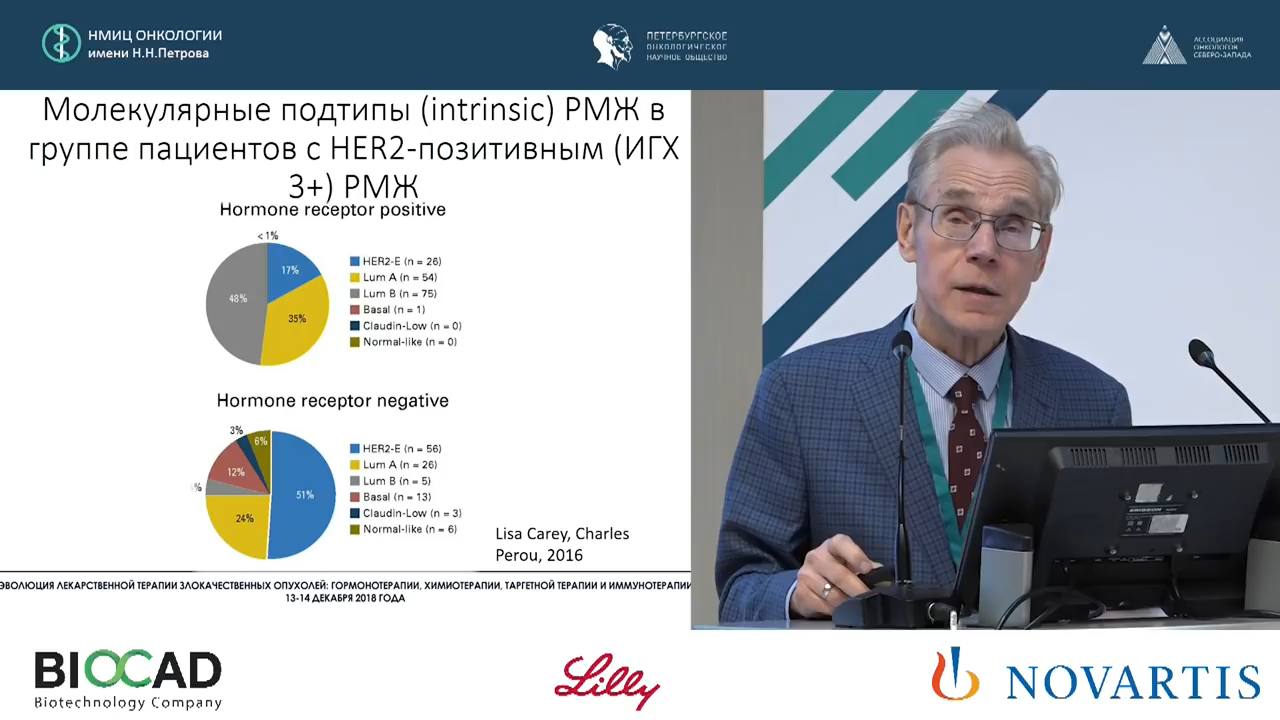 НМИЦ ОНКОЛОГИИ
имени Н.Н.Петрова
ПЕТЕРБУРГСКОЕ
ОНКОЛОГИЧЕСКОЕ
НАУЧНОЕ ОБЩЕСТВО
АССОЦИАЦИЯ
ОНКОЛОГОВ
СЕВЕРО-ЗАПАДА
Молекулярные подтипы (intrinsic) РМЖ в
группе пациентов с HER2-позитивным (ИГХ
3+) РМЖ
Hormone receptor positive
< 1%
17%
48%
35%
HER2-E (n = 26)
Lum A (n = 54)
Lum B (n = 75)
Basal (n = 1)
Claudin-Low (n = 0)
Normal-like (n = 0)
Hormone receptor negative
3%
6%
12%
%
51%
24%
HER2-E (n = 56)
Lum A (n = 26)
Lum B (n = 5)
Basal (n = 13)
Claudin-Low (n = 3)
Normal-like (n = 6)
Lisa Carey, Charles
Perou, 2016
ЭВОЛЮЦИЯ ЛЕКАРСТВЕННОЙ ТЕРАПИИ ЗЛОКАЧЕСТВЕННЫХ ОПУХОЛЕЙ: ГОРМОНОТЕРАПИИ, ХИМИОТЕРАПИИ, ТАРГЕТНОЙ ТЕРАПИИ И ИММУНОТЕРАПИИ
13-14 ДЕКАБРЯ 2018 ГОДА
BIOCAD
Biotechnology Company
Lilly
NOVARTIS